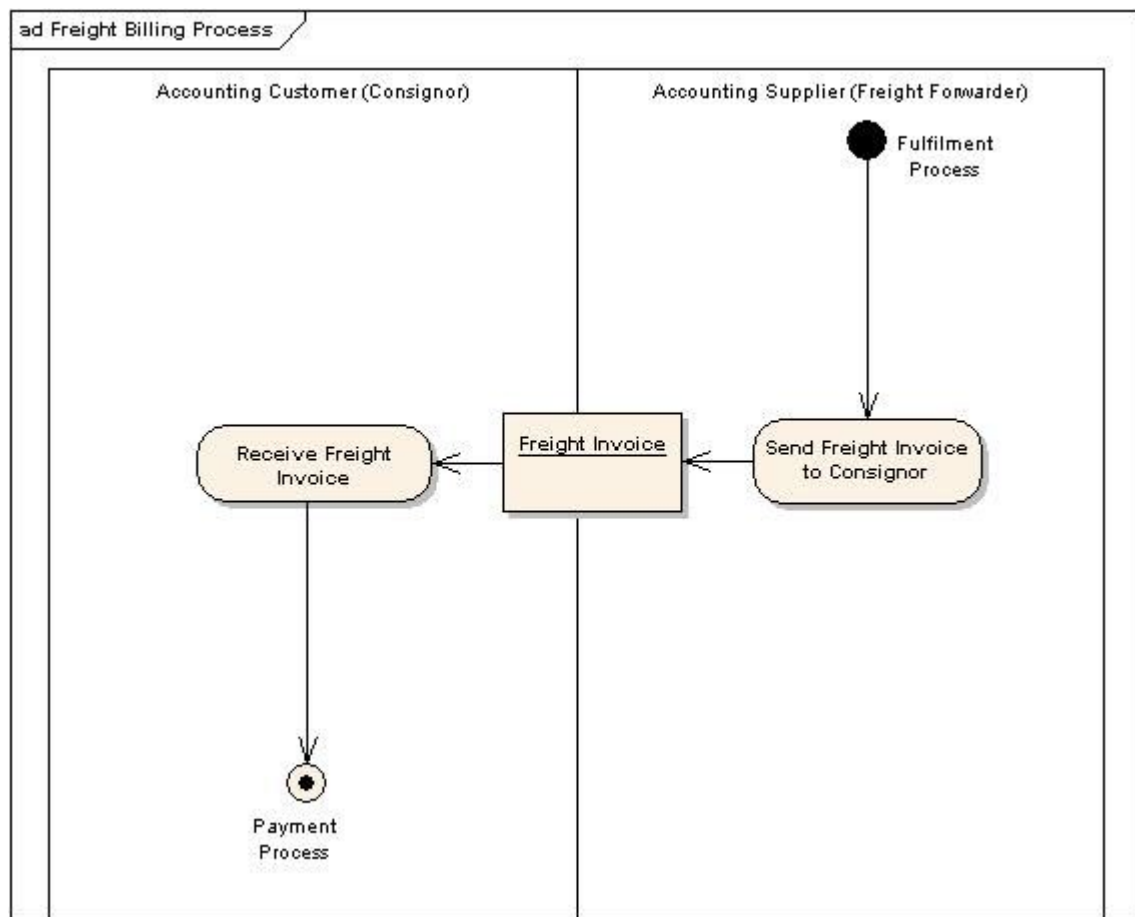 ad Freight Billing Process
Accounting Customer (Consignor)
Accounting Supplier (Freight Forwarder)
Fulfilment
Process
Receive Freight
Invoice
Freight Invoice
Send Freight Invoice
to Consignor
Payment
Process